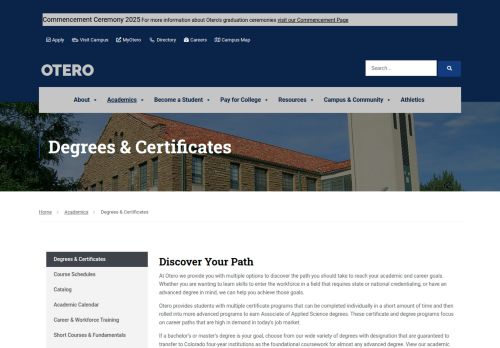 Commencement Ceremony 2025 For more information about Otero's graduation ceremonies visit our Commencement Page
Apply Visit Campus MyOtero Directory Careers Campus Map
OTERO
Search...
About Academics Become a Student Pay for College Resources Campus & Community Athletics
Degrees & Certificates
Home Academics Degrees & Certificates
Degrees & Certificates
Course Schedules
Catalog
Academic Calendar
Career & Workforce Training
Short Courses & Fundamentals
Discover Your Path
At Otero we provide you with multiple options to discover the path you should take to reach your academic and career goals.
Whether you are wanting to learn skills to enter the workforce in a field that requires state or national credentialing, or have an
advanced degree in mind, we can help you achieve those goals.
Otero provides students with multiple certificate programs that can be completed individually in a short amount of time and then
rolled into more advanced programs to earn Associate of Applied Science degrees. These certificate and degree programs focus
on career paths that are high in demand in today's job market.
If a bachelor's or master's degree is your goal, choose from our wide variety of degrees with designation that are guaranteed to
transfer to Colorado four-year institutions as the foundational coursework for almost any advanced degree. View our academic